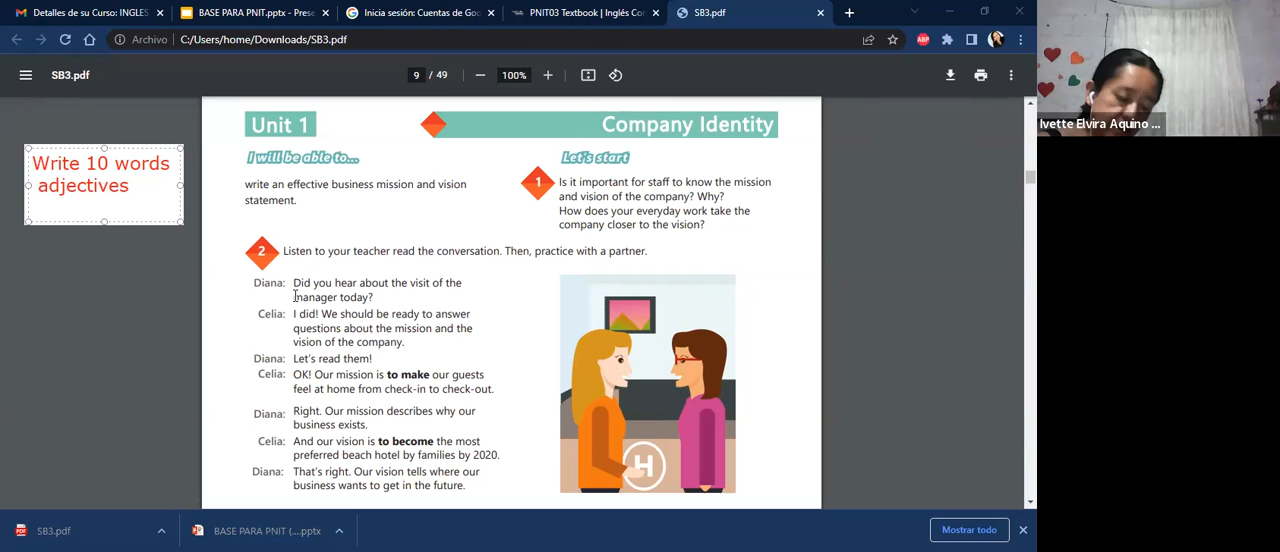 Detalles de su Curso: INGLES
BASE PARA PNIT.pptx - Prese
Inicia sesión: Cuentas de Goo
PNIT03 Textbook | Inglés Co
SB3.pdf
Archivo
C:/Users/home/Downloads/SB3.pdf
ABP
SB3.pdf
9 / 49
100%
Write 10 words
adjectives
Unit 1
Company Identity
I will be able to...
write an effective business mission and vision
statement.
Let's start
1
Is it important for staff to know the mission
and vision of the company? Why?
How does your everyday work take the
company closer to the vision?
2
Listen to your teacher read the conversation. Then, practice with a partner.
Diana: Did you hear about the visit of the
manager today?
Celia: I did! We should be ready to answer
questions about the mission and the
vision of the company.
Diana: Let's read them!
Celia: OK! Our mission is to make our guests
feel at home from check-in to check-out.
Diana: Right. Our mission describes why our
business exists.
Celia: And our vision is to become the most
preferred beach hotel by families by 2020.
Diana: That's right. Our vision tells where our
business wants to get in the future.
H
Ivette Elvira Aquino ...
SB3.pdf
BASE PARA PNIT (....pptx
Mostrar todo